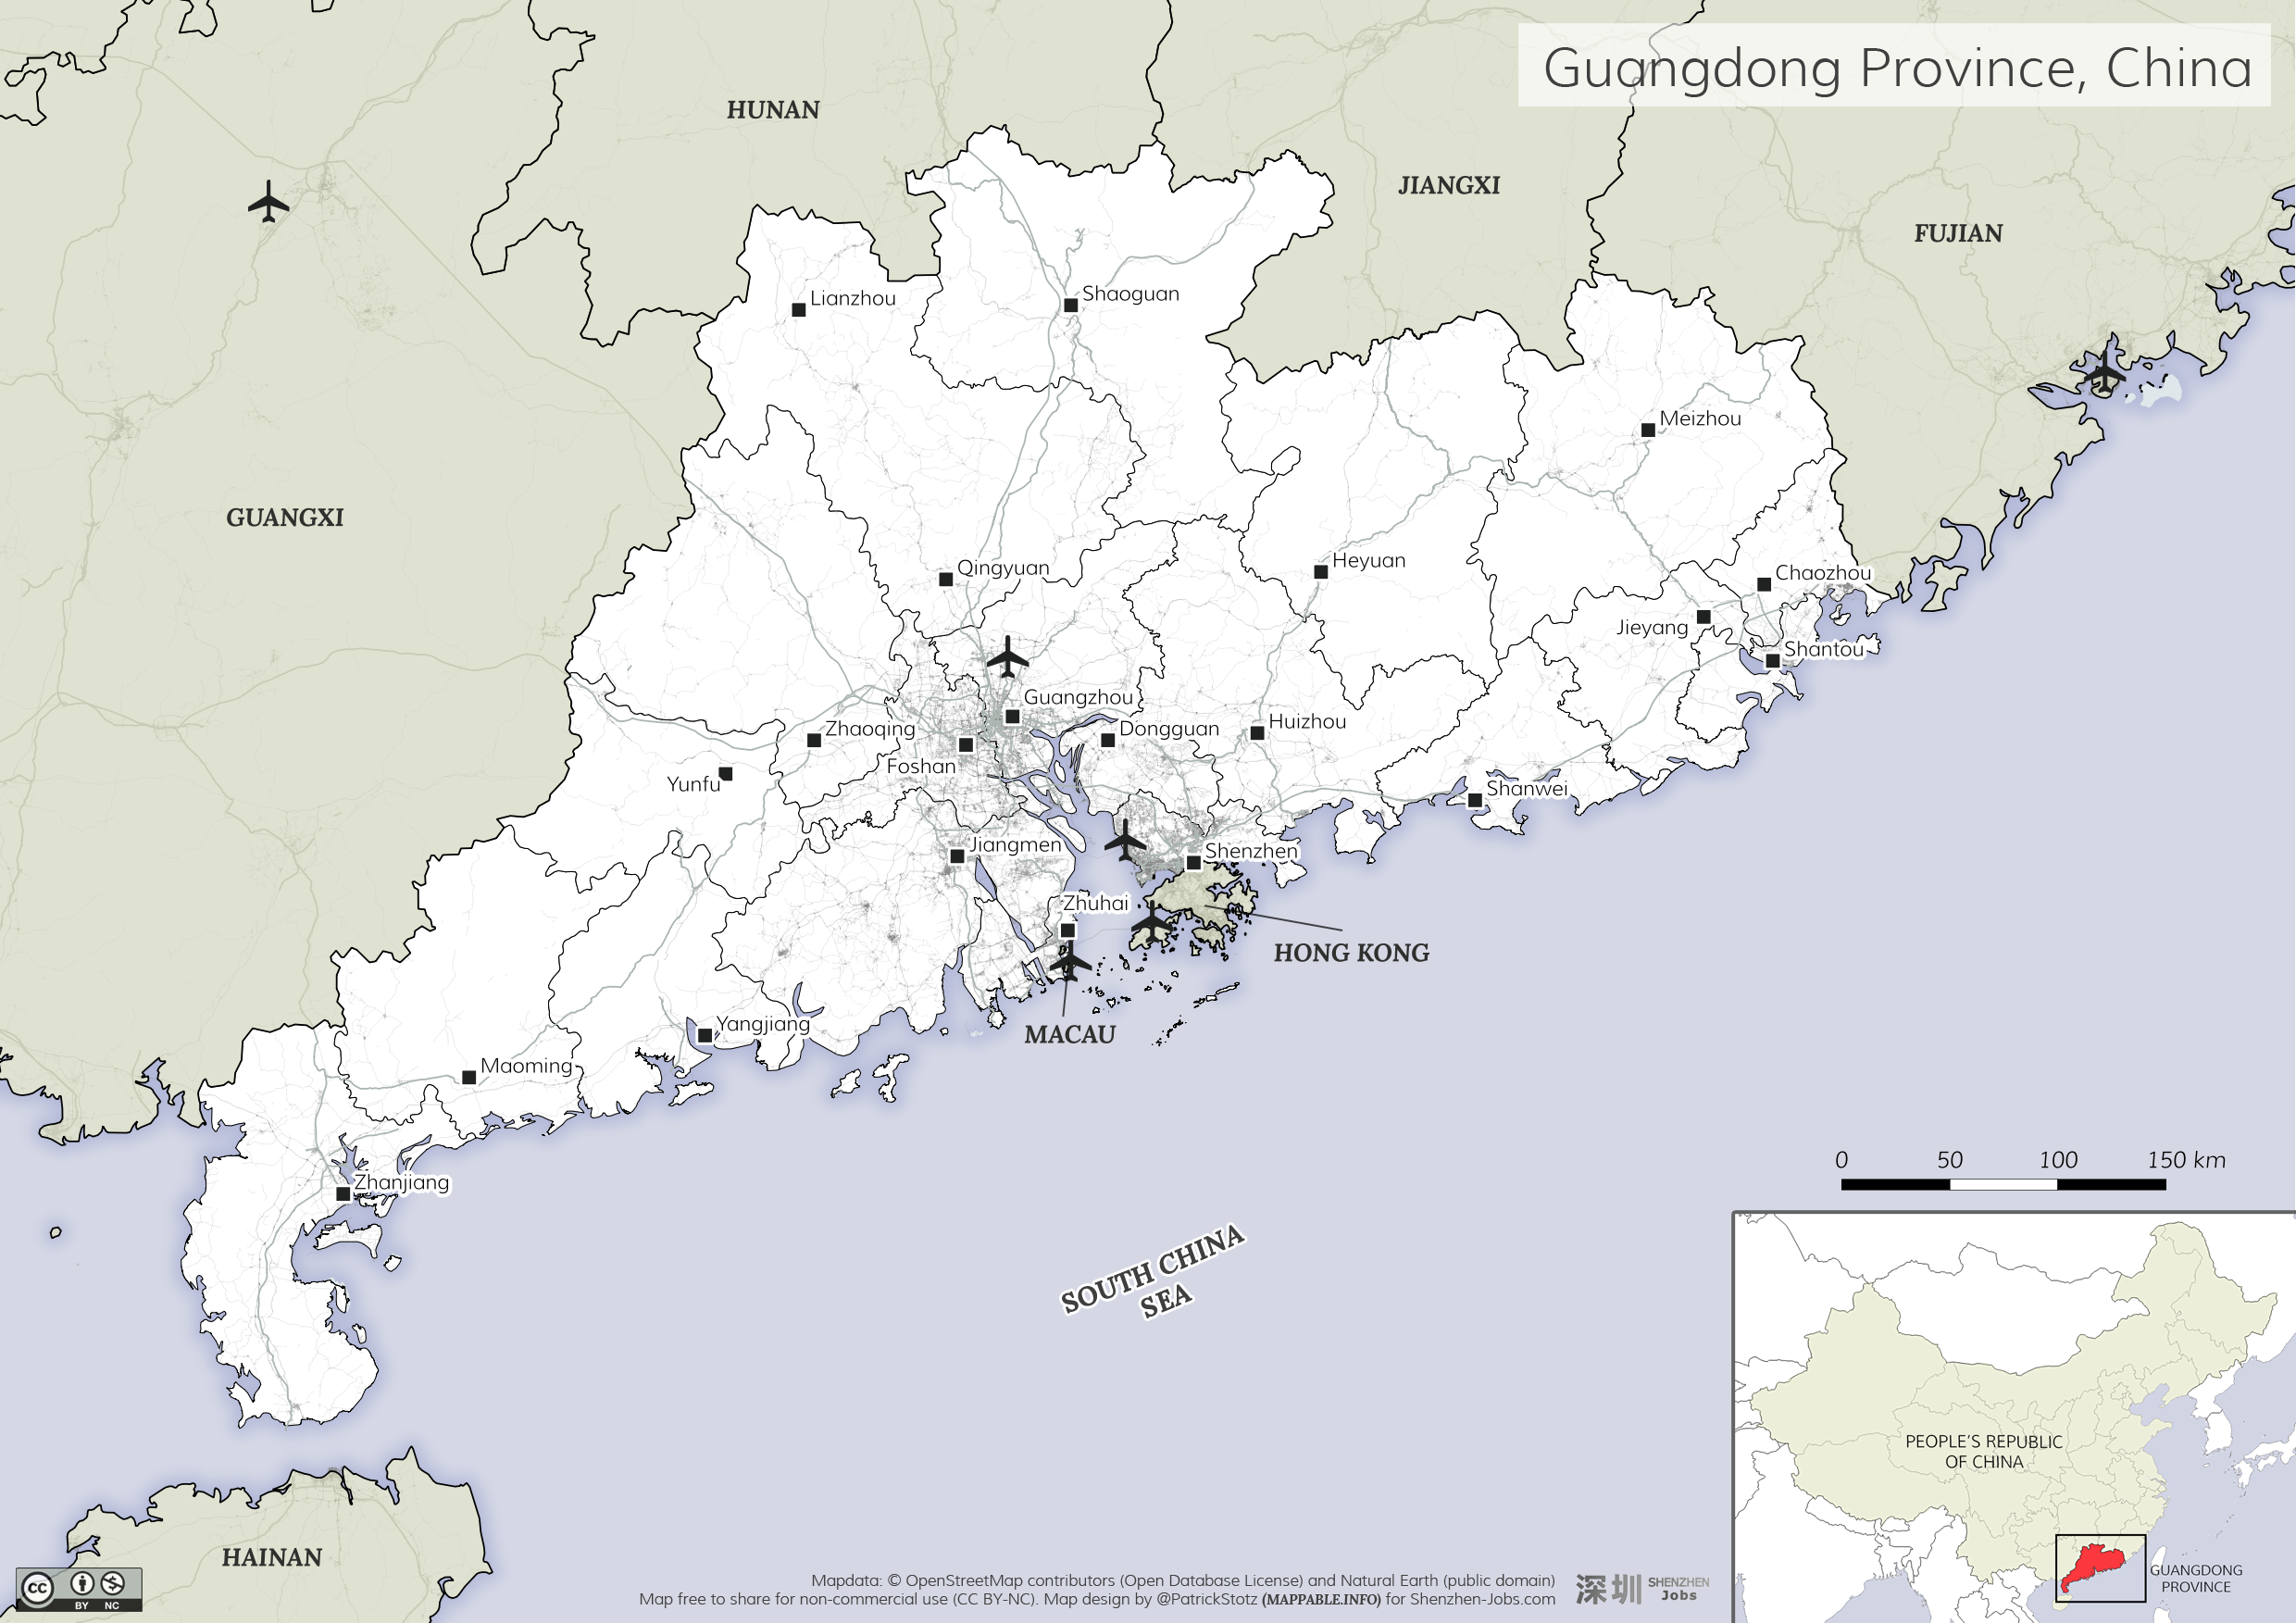 Guangdong Province, China
HUNAN
JIANGXI
FUJIAN
Lianzhou
Shaoguan
Meizhou
GUANGXI
Qingyuan
Heyuan
Chaozhou
Jieyang
Shantou
Guangzhou
Zhaoqing
Dongguan
Huizhou
Foshan
Yunfu
Shanwei
Jiangmen
Shenzhen
Zhuhai
HONG KONG
Yangjiang
MACAU
Maoming
Zhanjiang
0 50 100 150 km
SOUTH CHINA
SEA
PEOPLE'S REPUBLIC
OF CHINA
GUANGDONG
PROVINCE
HAINAN
cc BY NC
Mapdata: © OpenStreetMap contributors (Open Database License) and Natural Earth (public domain)
Map free to share for non-commercial use (CC BY-NC). Map design by @PatrickStotz (MAPPABLE.INFO) for Shenzhen-Jobs.com
深圳 SHENZHEN
Jobs